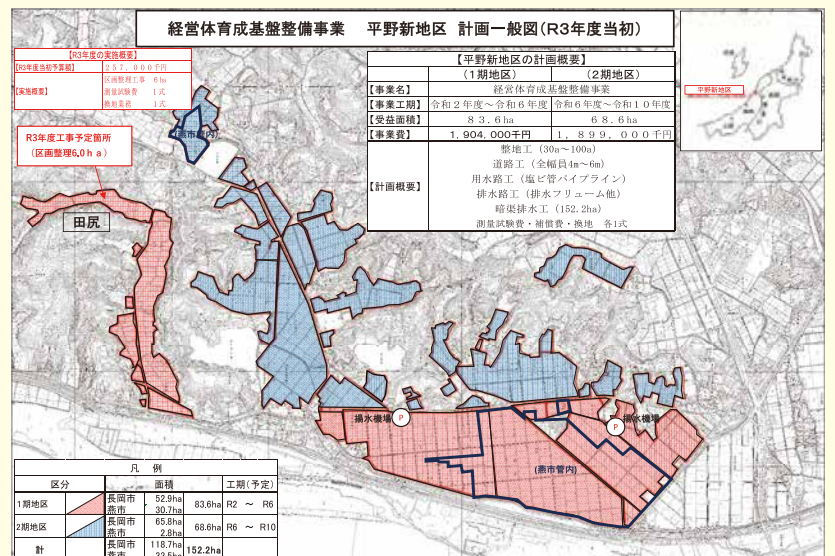 経営体育成基盤整備事業　平野新地区 計画一般図(R3年度当初)
【R3年度の実施概要】
【R3年度当初予算額】 257,000千円
【実施概要】 区画整理工事 6ha
測量試験費 1式
換地業務 1式
R3年度工事予定箇所
(区画整理6.0ha)
田尻
(燕市管内)
【平野新地区の計画概要】
(1期地区) (2期地区)
【事業名】 経営体育成基盤整備事業
【事業工期】 令和2年度～令和6年度 令和6年度～令和10年度
【受益面積】 83.6ha 68.6ha
【事業費】 1,904,000千円 1,899,000千円
【計画概要】 整地工(30a～100a)
道路工(全幅員4m～6m)
用水路工(塩ビ管パイプライン)
排水路工(排水フリューム他)
暗渠排水工(152.2ha)
測量試験費・補償費・換地 各1式
平野新地区
揚水機場 P
P 揚水機場
(燕市管内)
凡 例
区分 面積 工期(予定)
1期地区 長岡市 52.9ha 83.6ha R2 ～ R6
燕市 30.7ha
2期地区 長岡市 65.8ha 68.6ha R6 ～ R10
燕市 2.8ha
計 長岡市 118.7ha 152.2ha
燕市 33.5ha